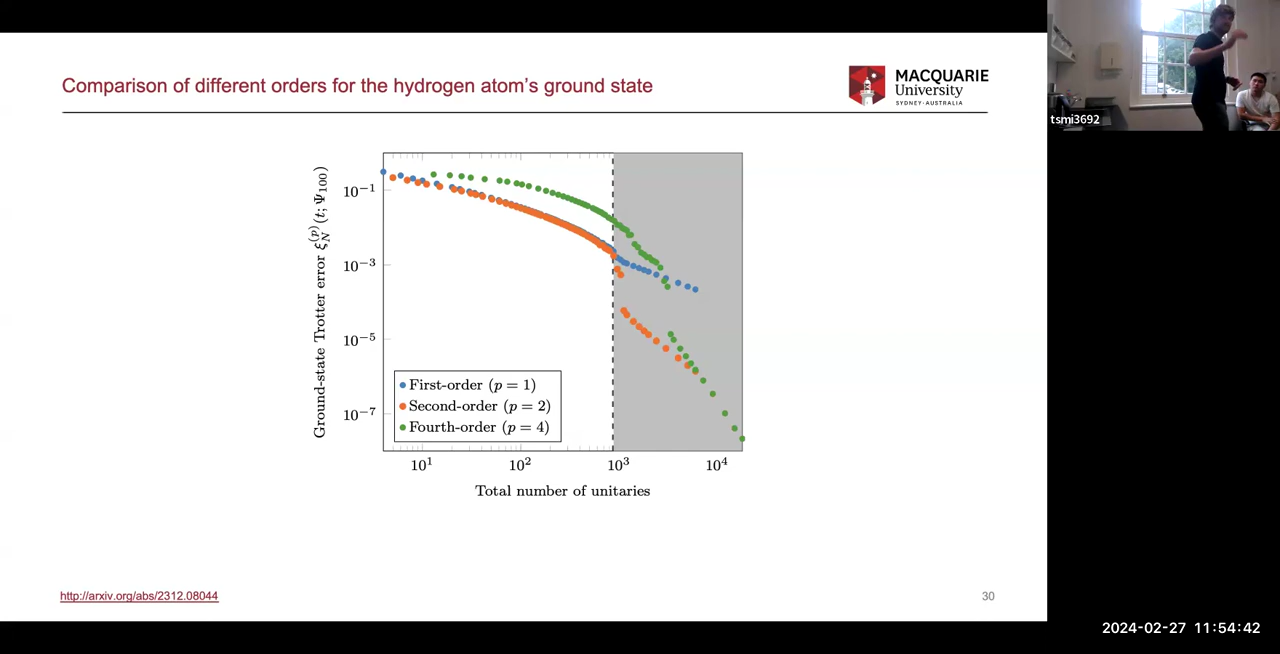 Comparison of different orders for the hydrogen atom's ground state
MACQUARIE
University
SYDNEY·AUSTRALIA
tsmi3692
Ground-state Trotter error ξ_N^(p)(t; Ψ_100)
10^−1
10^−3
10^−5
10^−7
First-order (p = 1)
Second-order (p = 2)
Fourth-order (p = 4)
10^1
10^2
10^3
10^4
Total number of unitaries
http://arxiv.org/abs/2312.08044
30
2024-02-27 11:54:42